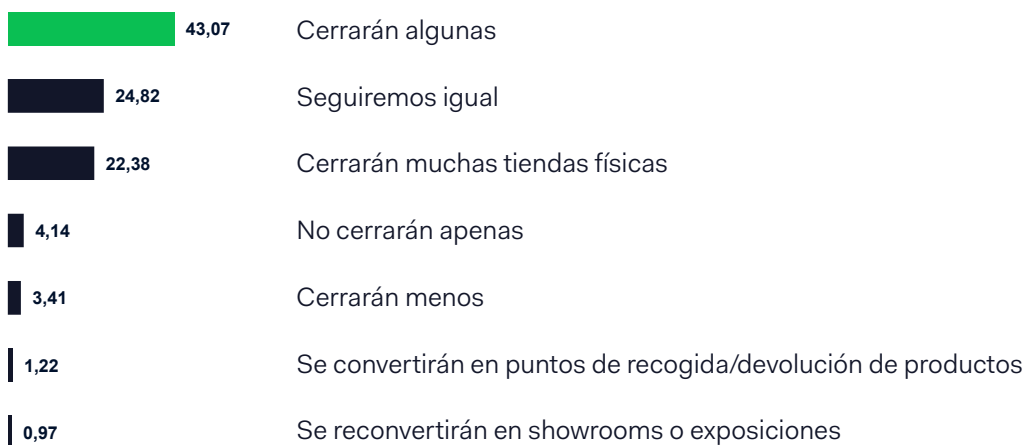 43,07 Cerrarán algunas
24,82 Seguiremos igual
22,38 Cerrarán muchas tiendas físicas
4,14 No cerrarán apenas
3,41 Cerrarán menos
1,22 Se convertirán en puntos de recogida/devolución de productos
0,97 Se reconvertirán en showrooms o exposiciones